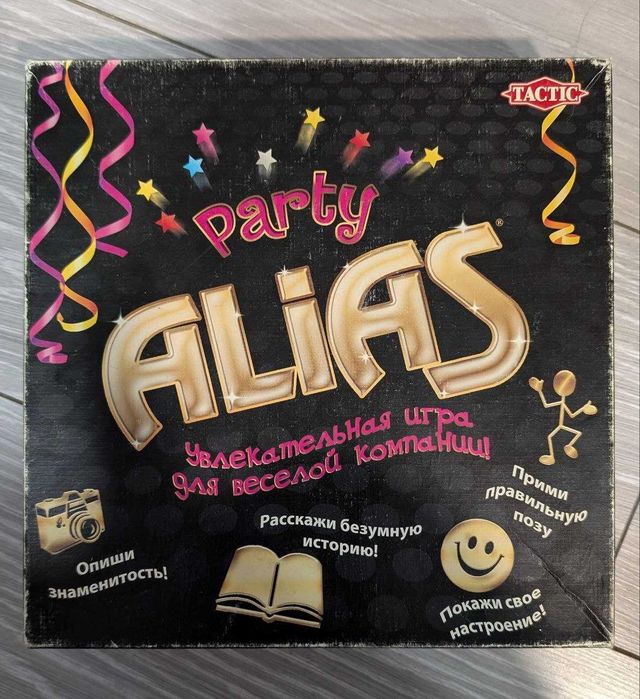 TACTIC
Party
ALiAS®
Увлекательная игра
для веселой компании!
Прими
правильную
позу
Расскажи безумную
историю!
Опиши
знаменитость!
Покажи свое
настроение!